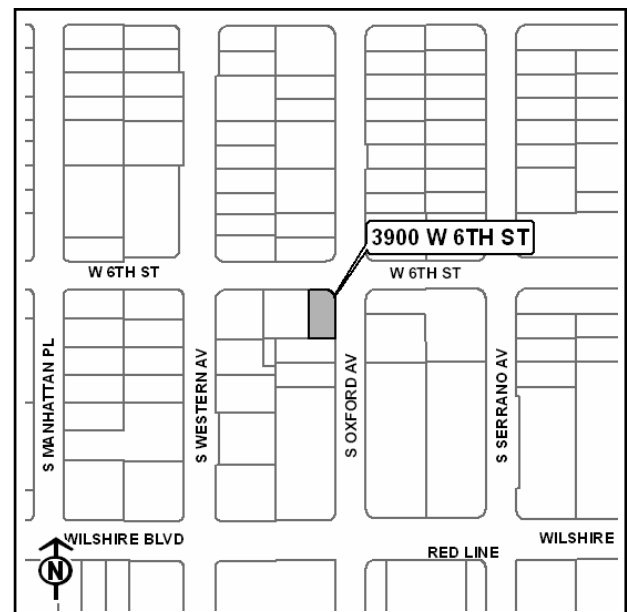 3900 W 6TH ST
W 6TH ST
W 6TH ST
S MANHATTAN PL
S WESTERN AV
S OXFORD AV
S SERRANO AV
WILSHIRE BLVD
WILSHIRE
RED LINE
N